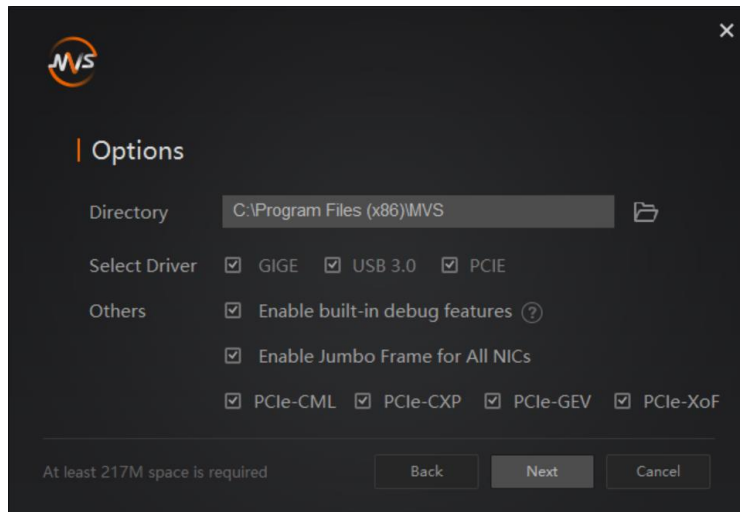 MVS
Options
Directory C:\Program Files (x86)\MVS
Select Driver GIGE USB 3.0 PCIE
Others Enable built-in debug features ?
Enable Jumbo Frame for All NICs
PCIe-CML PCIe-CXP PCIe-GEV PCIe-XoF
At least 217M space is required Back Next Cancel